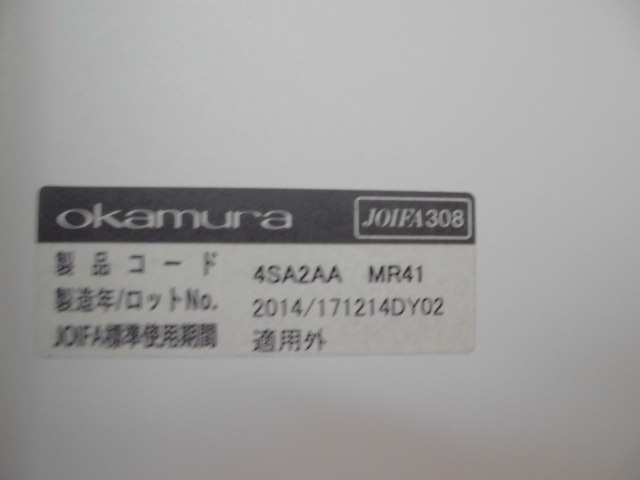 okamura JOIFA308
製品コード 4SA2AA MR41
製造年/ロットNo. 2014/171214DY02
JOIFA標準使用期間 適用外